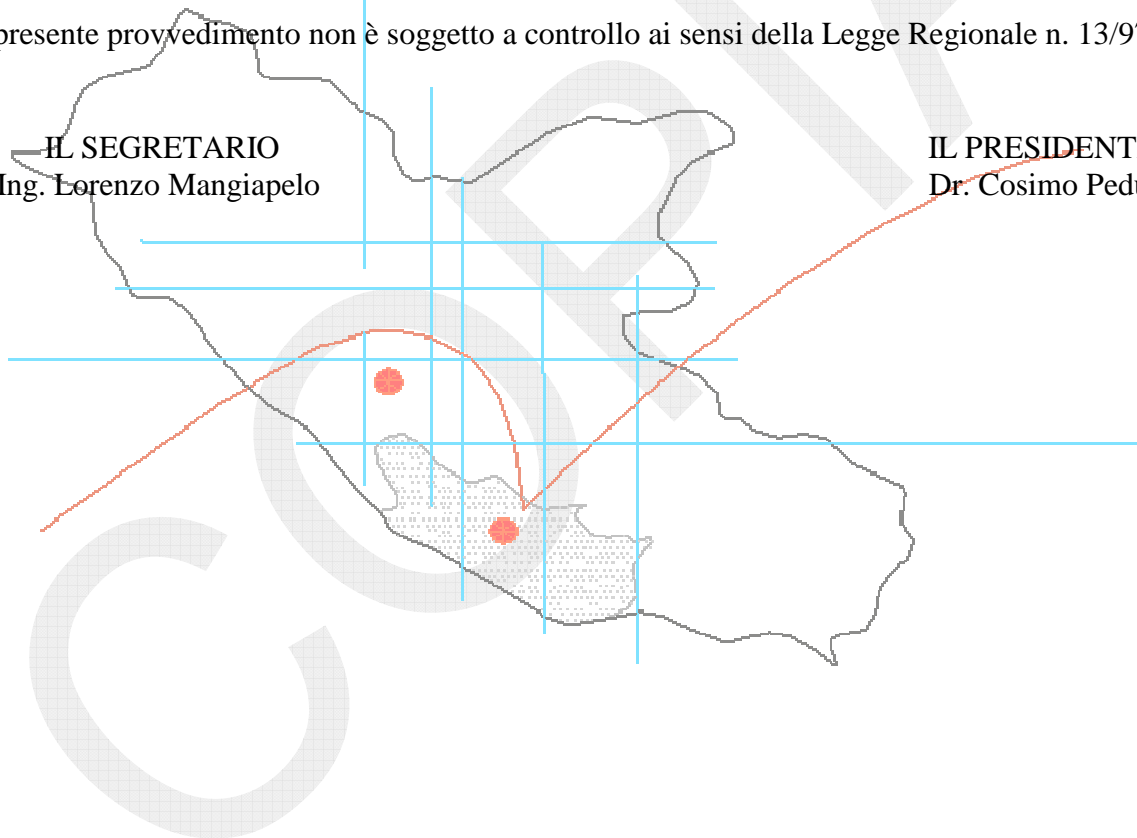 presente provvedimento non è soggetto a controllo ai sensi della Legge Regionale n. 13/97
IL SEGRETARIO
Ing. Lorenzo Mangiapelo
IL PRESIDENT
Dr. Cosimo Pedu
COPIA